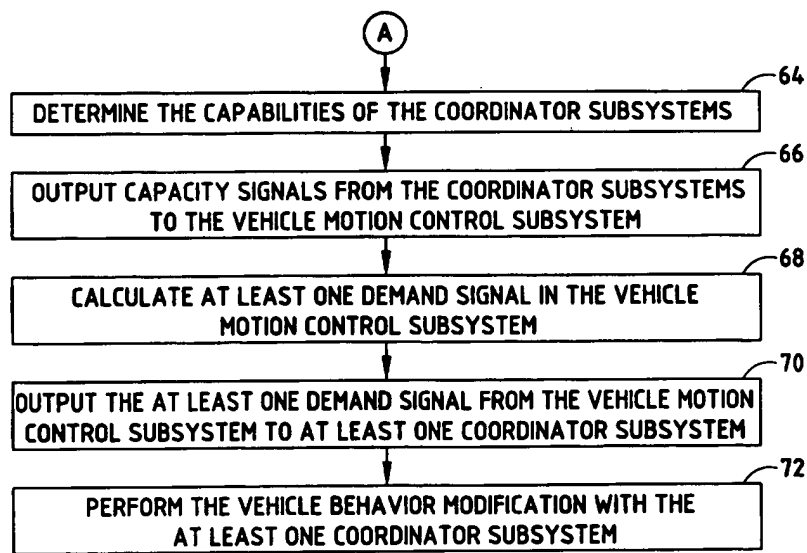 A
64
DETERMINE THE CAPABILITIES OF THE COORDINATOR SUBSYSTEMS
66
OUTPUT CAPACITY SIGNALS FROM THE COORDINATOR SUBSYSTEMS
TO THE VEHICLE MOTION CONTROL SUBSYSTEM
68
CALCULATE AT LEAST ONE DEMAND SIGNAL IN THE VEHICLE
MOTION CONTROL SUBSYSTEM
70
OUTPUT THE AT LEAST ONE DEMAND SIGNAL FROM THE VEHICLE MOTION
CONTROL SUBSYSTEM TO AT LEAST ONE COORDINATOR SUBSYSTEM
72
PERFORM THE VEHICLE BEHAVIOR MODIFICATION WITH THE
AT LEAST ONE COORDINATOR SUBSYSTEM